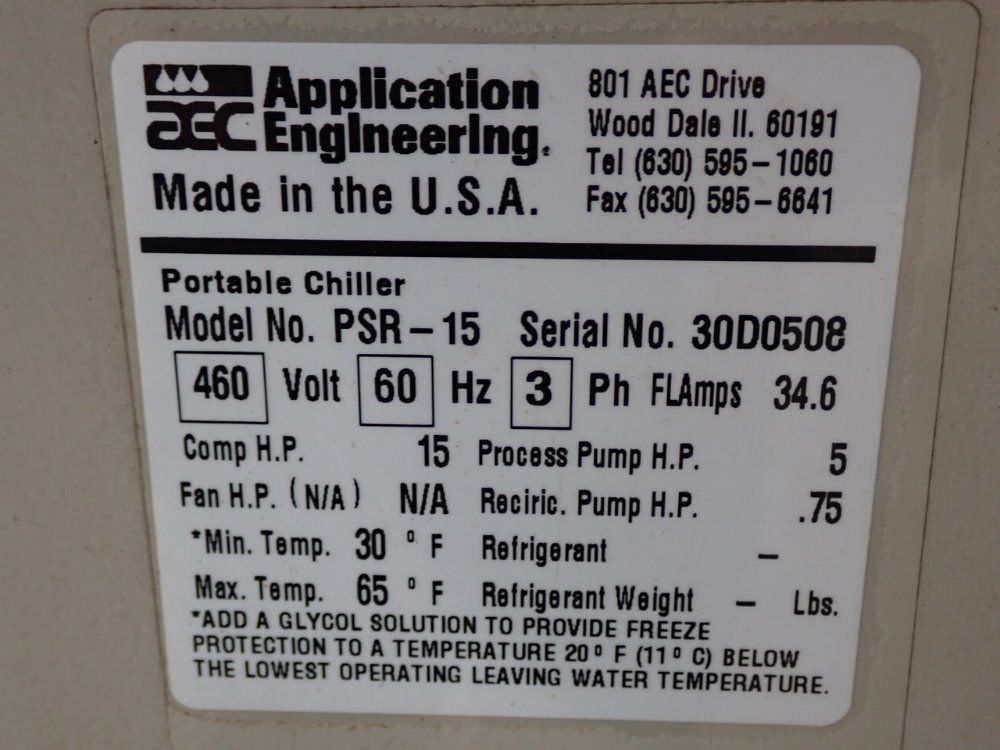 AEC Application Engineering.
Made in the U.S.A.
801 AEC Drive
Wood Dale Il. 60191
Tel (630) 595-1060
Fax (630) 595-6641
Portable Chiller
Model No. PSR-15 Serial No. 30D0508
460 Volt 60 Hz 3 Ph FLAmps 34.6
Comp H.P. 15 Process Pump H.P. 5
Fan H.P. (N/A) N/A Reciric. Pump H.P. .75
*Min. Temp. 30 ° F Refrigerant -
Max. Temp. 65 ° F Refrigerant Weight - Lbs.
*ADD A GLYCOL SOLUTION TO PROVIDE FREEZE
PROTECTION TO A TEMPERATURE 20° F (11° C) BELOW
THE LOWEST OPERATING LEAVING WATER TEMPERATURE.